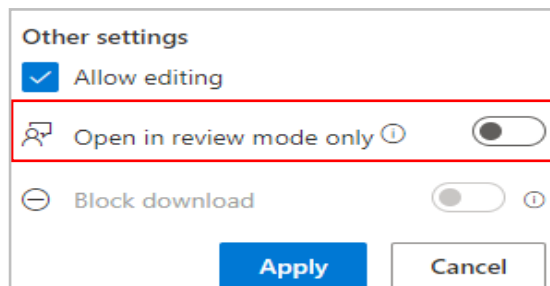 Other settings
Allow editing
Open in review mode only
Block download
Apply Cancel